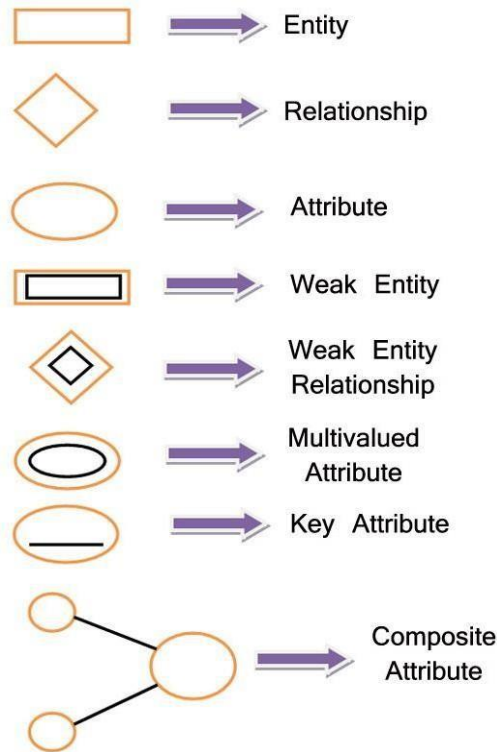 Entity
Relationship
Attribute
Weak Entity
Weak Entity
Relationship
Multivalued
Attribute
Key Attribute
Composite
Attribute